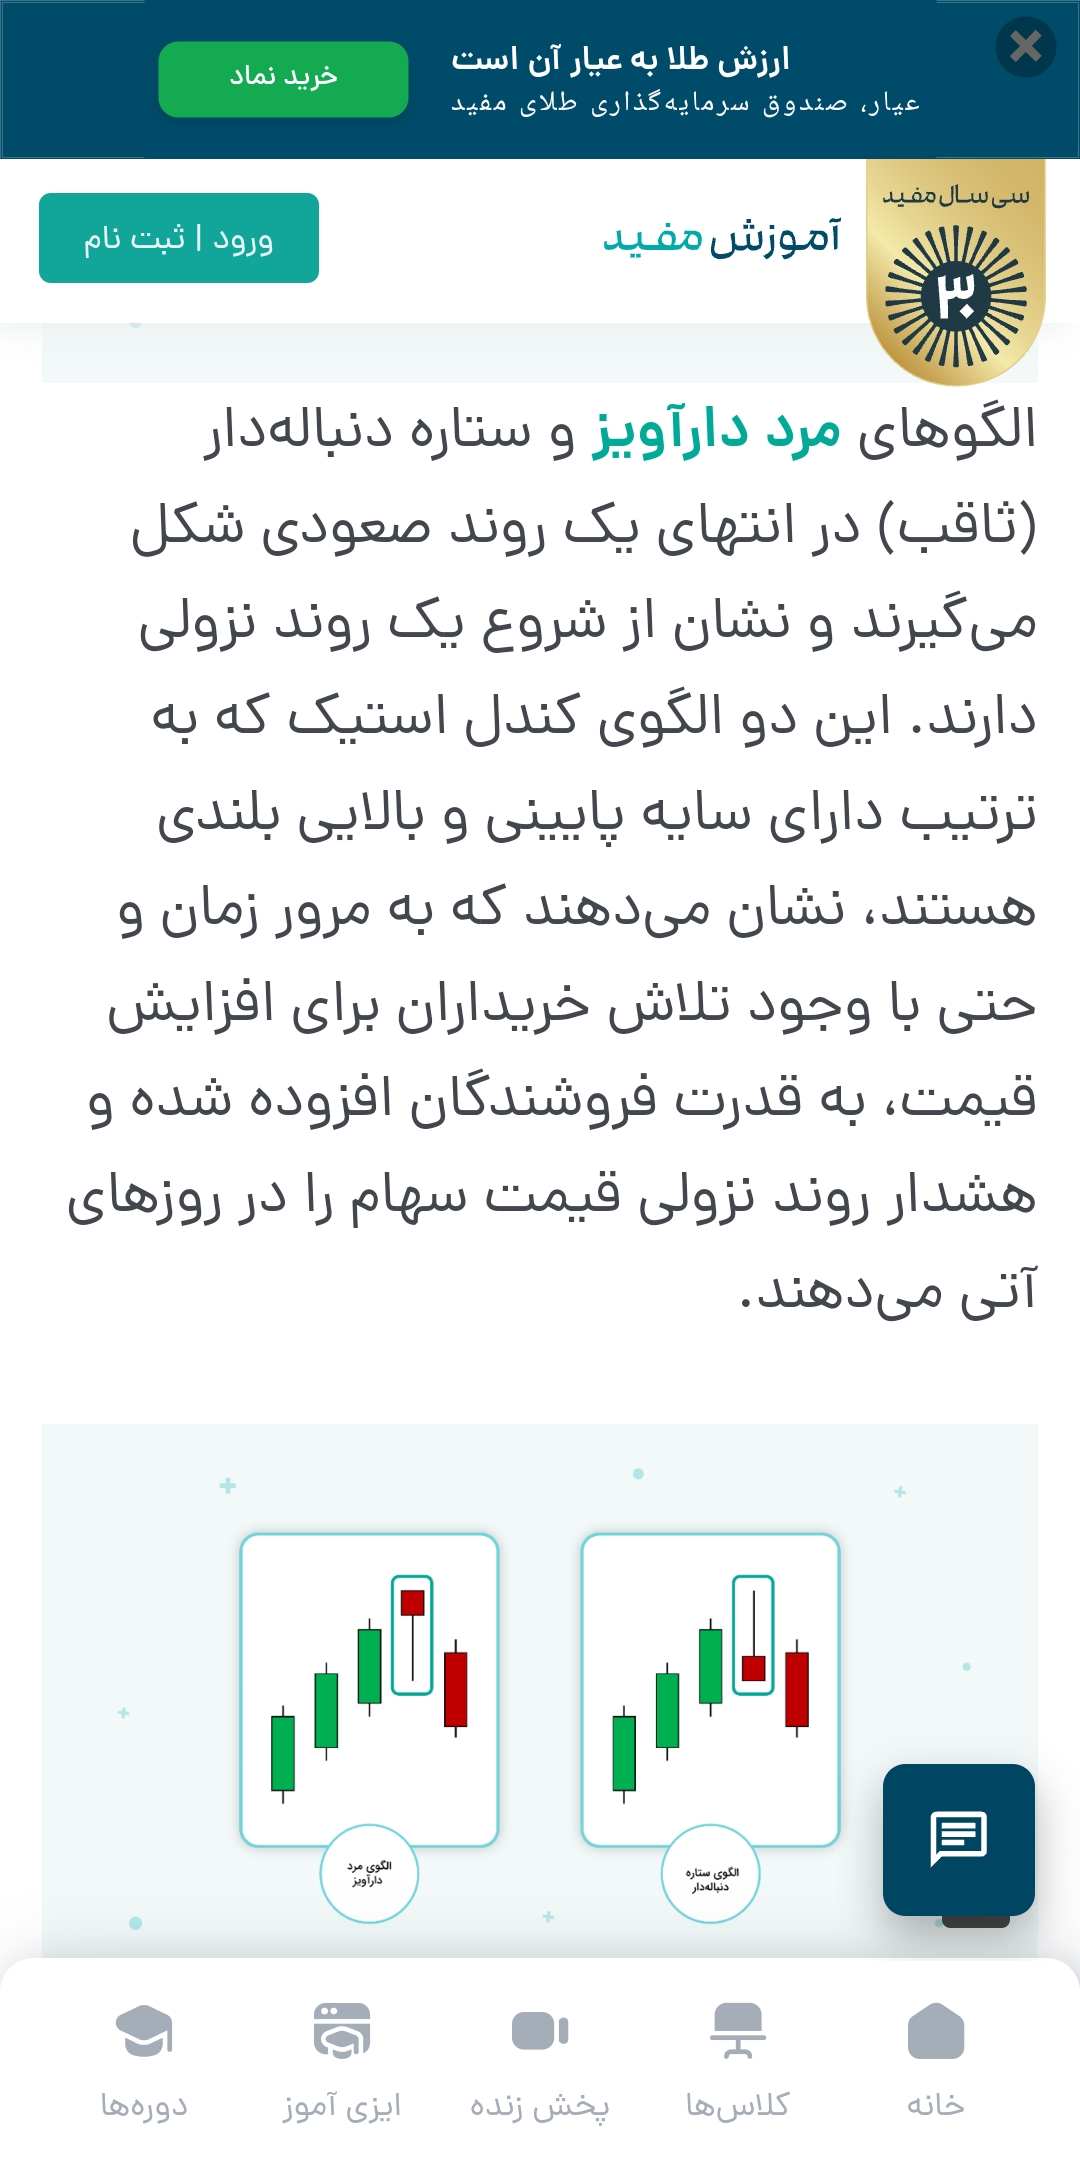 ارزش طلا به عیار آن است
عیار، صندوق سرمایه‌گذاری طلای مفید
خرید نماد
سی سال مفید
۳۰
آموزش مفید
ورود | ثبت نام
الگوهای مرد دارآویز و ستاره دنباله‌دار
(ثاقب) در انتهای یک روند صعودی شکل
می‌گیرند و نشان از شروع یک روند نزولی
دارند. این دو الگوی کندل استیک که به
ترتیب دارای سایه پایینی و بالایی بلندی
هستند، نشان می‌دهند که به مرور زمان و
حتی با وجود تلاش خریداران برای افزایش
قیمت، به قدرت فروشندگان افزوده شده و
هشدار روند نزولی قیمت سهام را در روزهای
آتی می‌دهند.
الگوی ستاره
دنباله‌دار
الگوی مرد
دارآویز
خانه
کلاس‌ها
پخش زنده
ایزی آموز
دوره‌ها